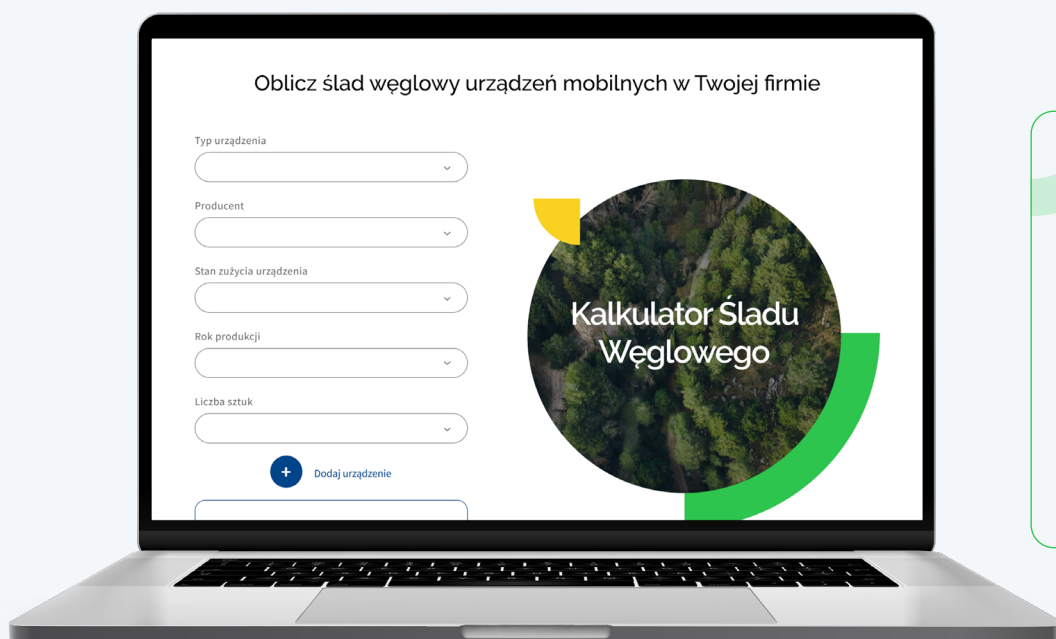 Oblicz ślad węglowy urządzeń mobilnych w Twojej firmie
Typ urządzenia
Producent
Stan zużycia urządzenia
Rok produkcji
Liczba sztuk
+
Dodaj urządzenie
Kalkulator Śladu
Węglowego